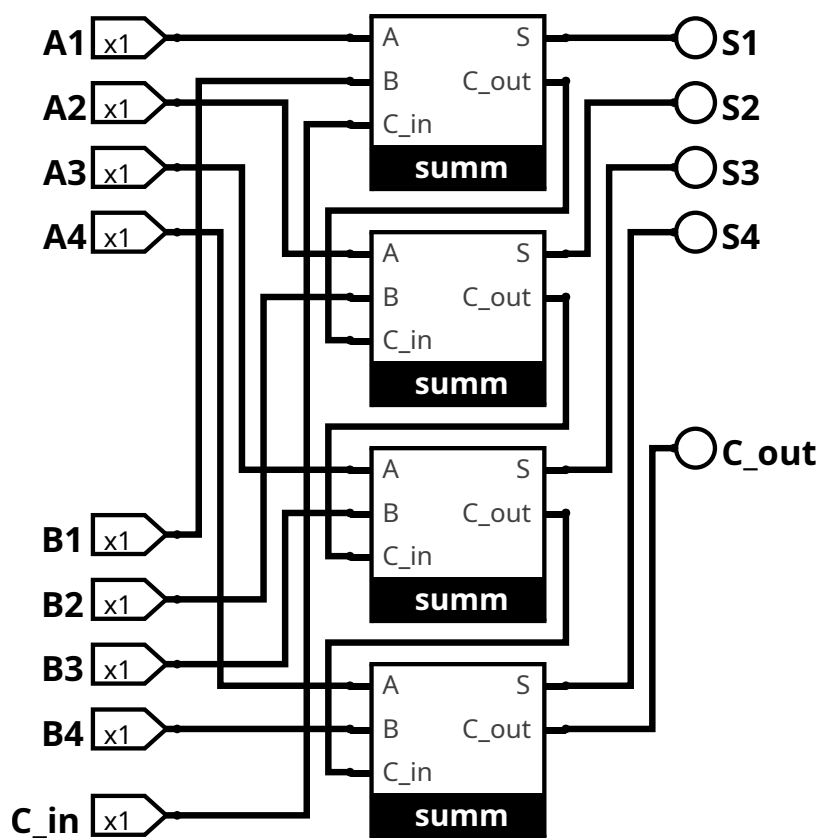 A1 x1 A S S1
B C_out
A2 x1 S2
C_in
A3 x1 summ S3
A4 x1 S4
A S
B C_out
C_in
summ
C_out
A S
B C_out
B1 x1
C_in
B2 x1 summ
B3 x1
A S
B4 x1 B C_out
C_in
C_in x1 summ